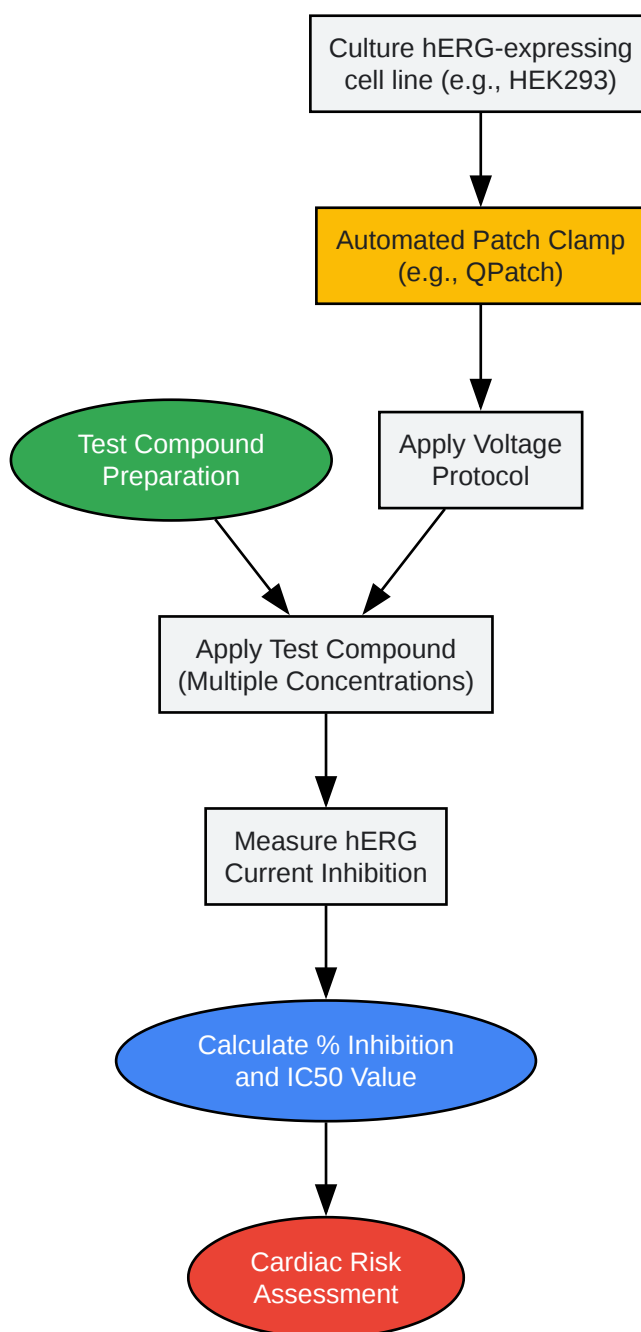 Culture hERG-expressing
cell line (e.g., HEK293)
Automated Patch Clamp
(e.g., QPatch)
Test Compound
Preparation
Apply Voltage
Protocol
Apply Test Compound
(Multiple Concentrations)
Measure hERG
Current Inhibition
Calculate % Inhibition
and IC50 Value
Cardiac Risk
Assessment